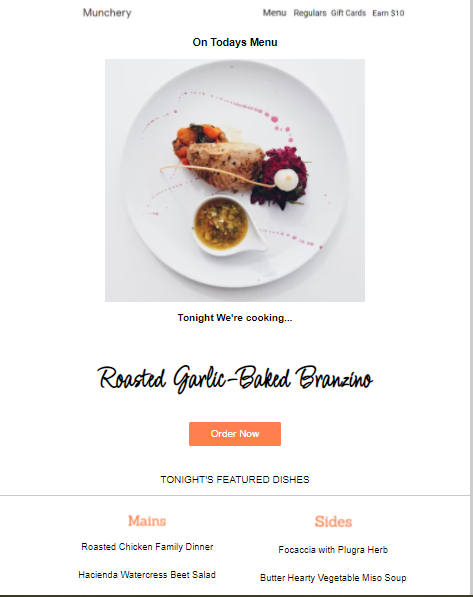 Munchery Menu Regulars Gift Cards Earn $10
On Todays Menu
Tonight We're cooking...
Roasted Garlic-Baked Branzino
Order Now
TONIGHT'S FEATURED DISHES
Mains Sides
Roasted Chicken Family Dinner
Focaccia with Plugra Herb
Hacienda Watercress Beet Salad
Butter Hearty Vegetable Miso Soup